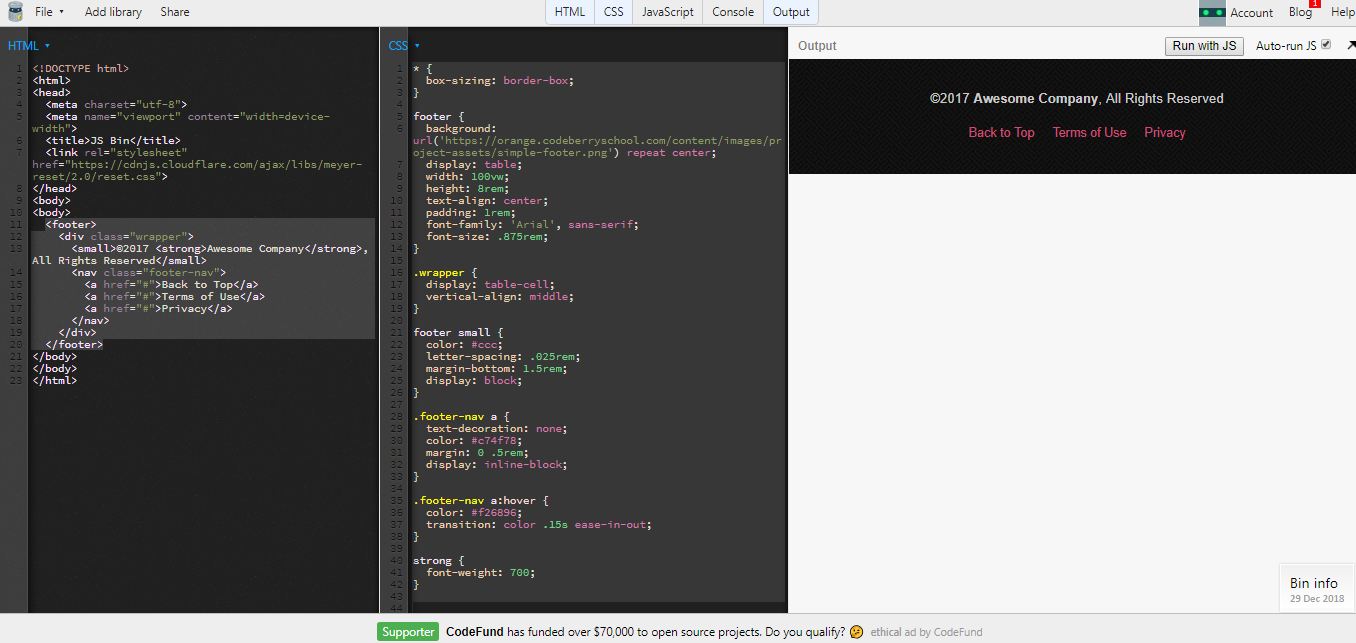 File ▾ Add library Share HTML CSS JavaScript Console Output Account Blog 1 Help
HTML ▾
1 <!DOCTYPE html>
2 <html>
3 <head>
4 <meta charset="utf-8">
5 <meta name="viewport" content="width=device-
width">
6 <title>JS Bin</title>
7 <link rel="stylesheet"
href="https://cdnjs.cloudflare.com/ajax/libs/meyer-
reset/2.0/reset.css">
8 </head>
9 <body>
10 <body>
11 <footer>
12 <div class="wrapper">
13 <small>©2017 <strong>Awesome Company</strong>,
All Rights Reserved</small>
14 <nav class="footer-nav">
15 <a href="#">Back to Top</a>
16 <a href="#">Terms of Use</a>
17 <a href="#">Privacy</a>
18 </nav>
19 </div>
20 </footer>
21 </body>
22 </body>
23 </html>
CSS ▾
1 * {
2 box-sizing: border-box;
3 }
4
5 footer {
6 background:
url('https://orange.codeberryschool.com/content/images/pr
oject-assets/simple-footer.png') repeat center;
7 display: table;
8 width: 100vw;
9 height: 8rem;
10 text-align: center;
11 padding: 1rem;
12 font-family: 'Arial', sans-serif;
13 font-size: .875rem;
14 }
15
16 .wrapper {
17 display: table-cell;
18 vertical-align: middle;
19 }
20
21 footer small {
22 color: #ccc;
23 letter-spacing: .025rem;
24 margin-bottom: 1.5rem;
25 display: block;
26 }
27
28 .footer-nav a {
29 text-decoration: none;
30 color: #c74f78;
31 margin: 0 .5rem;
32 display: inline-block;
33 }
34
35 .footer-nav a:hover {
36 color: #f26896;
37 transition: color .15s ease-in-out;
38 }
39
40 strong {
41 font-weight: 700;
42 }
43
44
Output Run with JS Auto-run JS
©2017 Awesome Company, All Rights Reserved
Back to Top Terms of Use Privacy
Bin info
29 Dec 2018
Supporter CodeFund has funded over $70,000 to open source projects. Do you qualify? 🤔 ethical ad by CodeFund